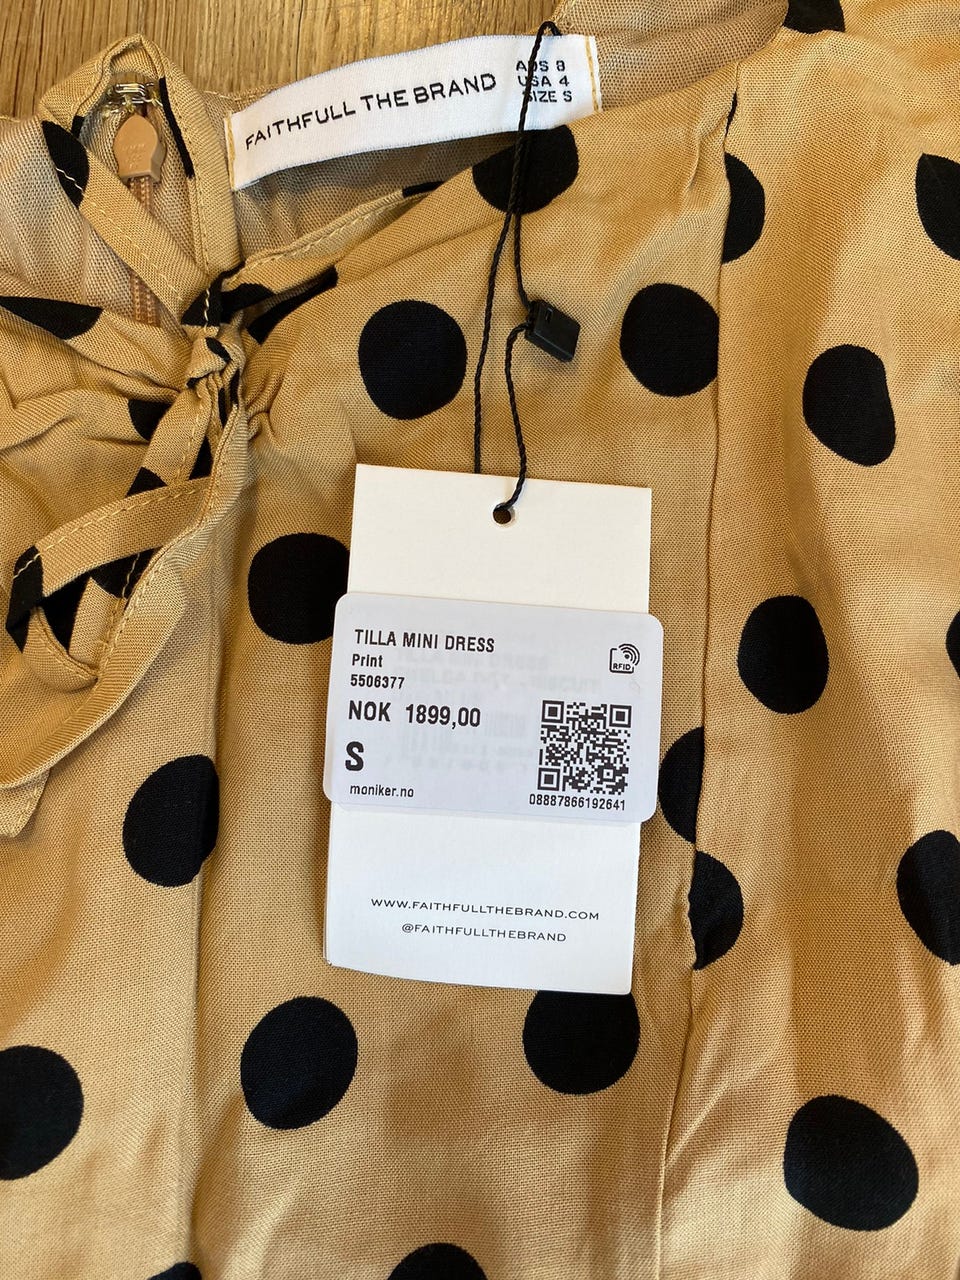 FAITHFULL THE BRAND
AUS 8
USA 4
SIZE S
TILLA MINI DRESS
Print
5506377
NOK 1899,00
S
moniker.no
RFID
08887866192641
WWW.FAITHFULLTHEBRAND.COM
@FAITHFULLTHEBRAND